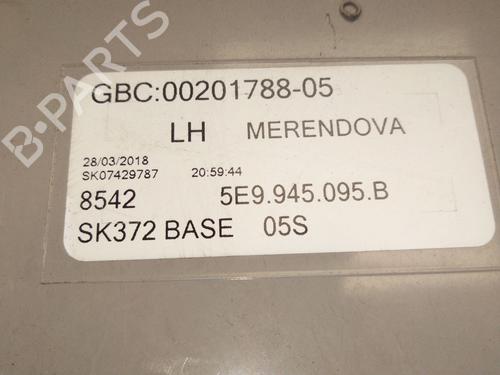 GBC:00201788-05
LH MERENDOVA
28/03/2018 
SK07429787 20:59:44
8542 5E9.945.095.B
SK372 BASE 05S
B-PARTS